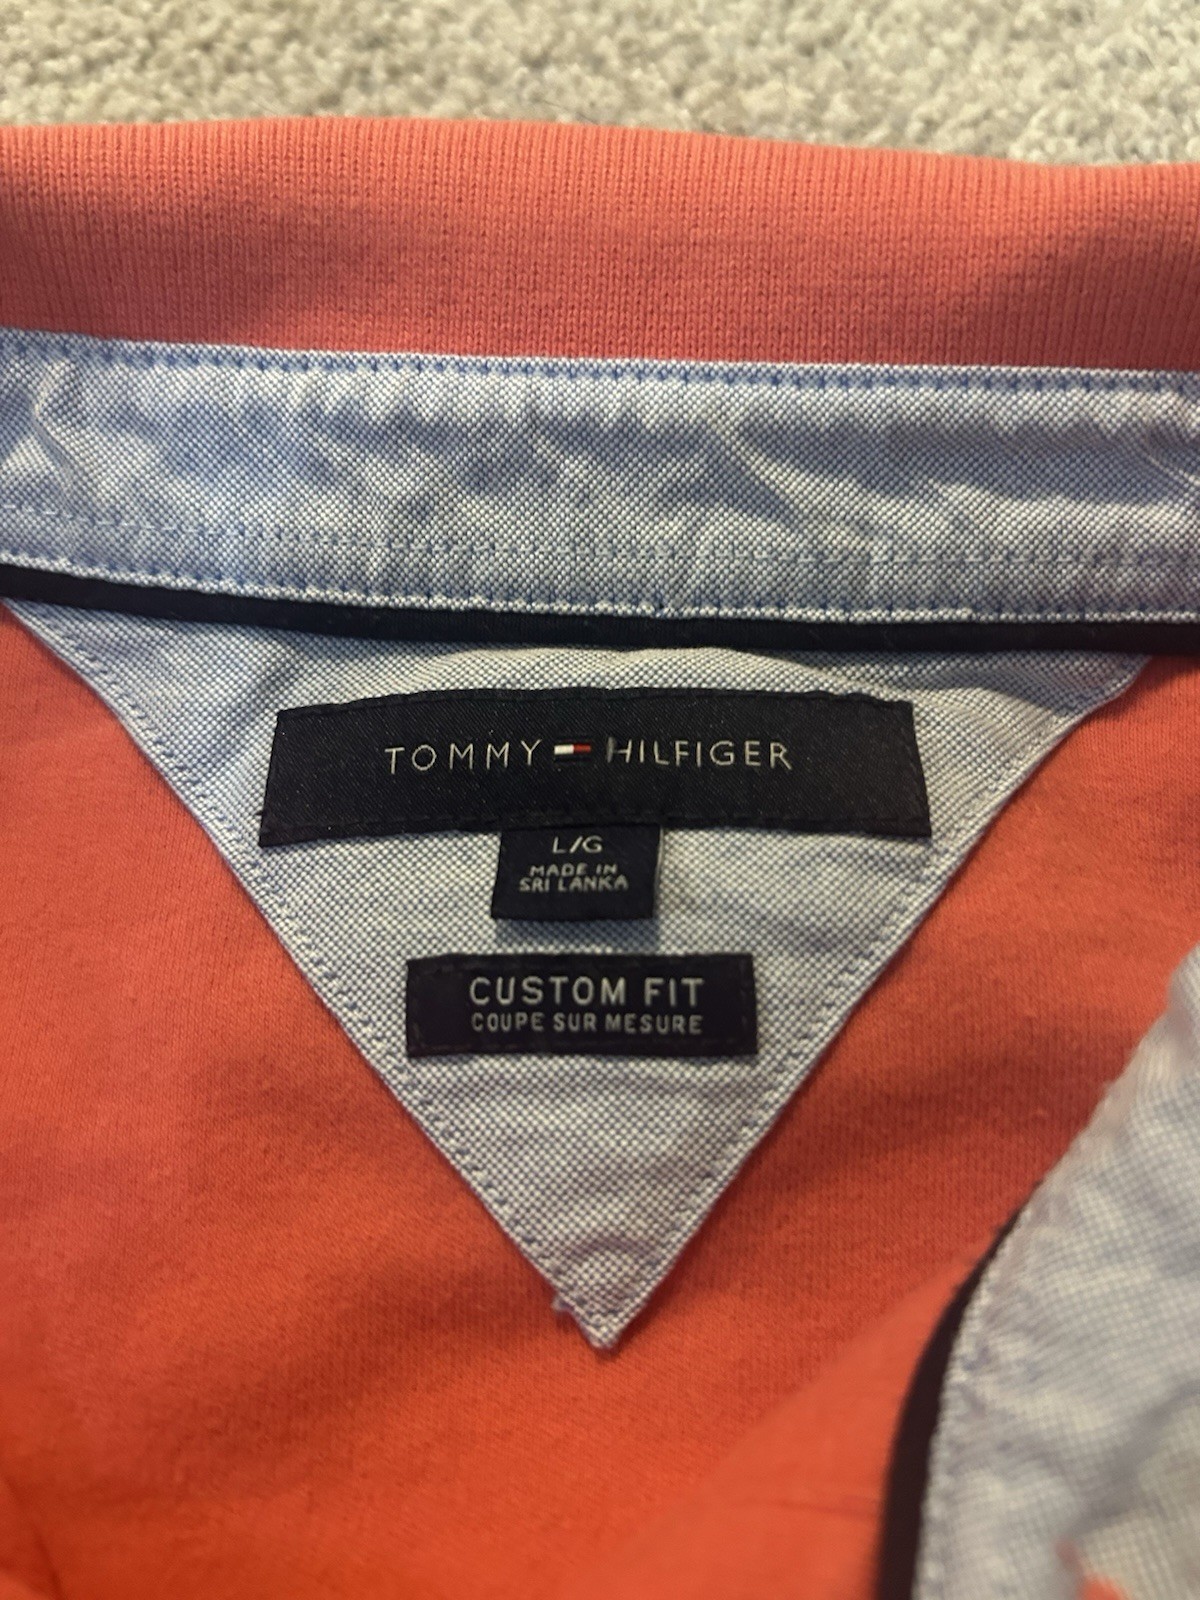 TOMMY HILFIGER
L/G
MADE IN
SRI LANKA
CUSTOM FIT
COUPE SUR MESURE